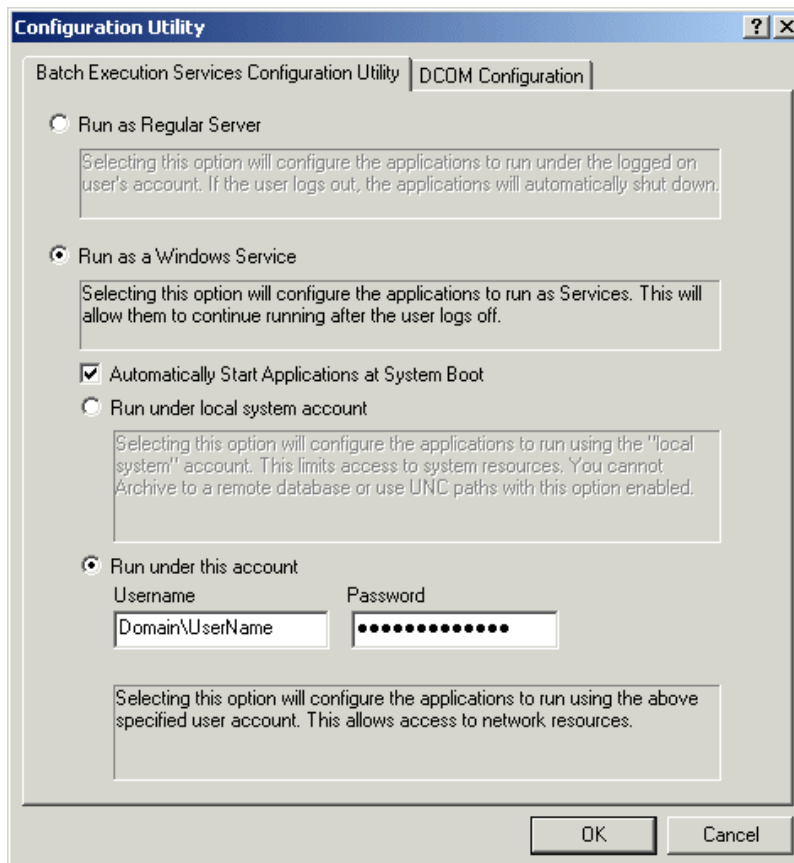 Configuration Utility
Batch Execution Services Configuration Utility DCOM Configuration
Run as Regular Server
Selecting this option will configure the applications to run under the logged on
user's account. If the user logs out, the applications will automatically shut down.
Run as a Windows Service
Selecting this option will configure the applications to run as Services. This will
allow them to continue running after the user logs off.
Automatically Start Applications at System Boot
Run under local system account
Selecting this option will configure the applications to run using the "local
system" account. This limits access to system resources. You cannot
Archive to a remote database or use UNC paths with this option enabled.
Run under this account
Username Password
Domain\UserName •••••••••••••
Selecting this option will configure the applications to run using the above
specified user account. This allows access to network resources.
OK Cancel